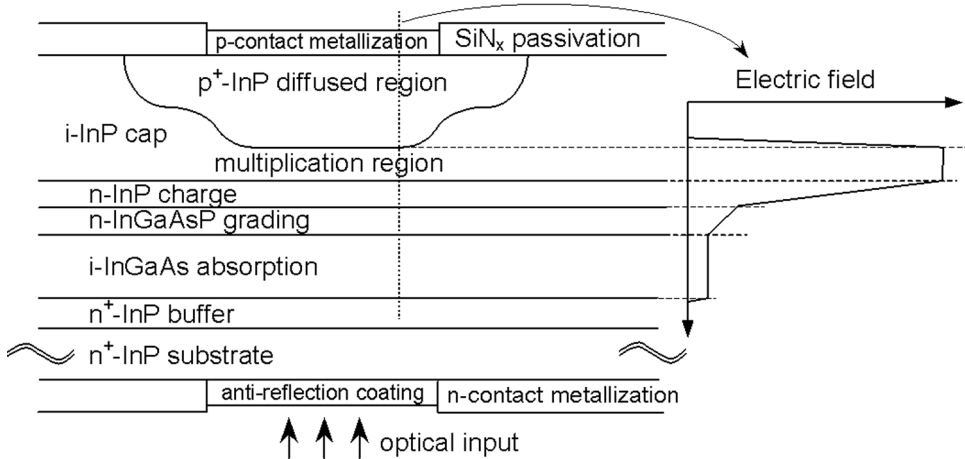 p-contact metallization
SiNₓ passivation
Electric field
p⁺-InP diffused region
i-InP cap
multiplication region
n-InP charge
n-InGaAsP grading
i-InGaAs absorption
n⁺-InP buffer
n⁺-InP substrate
anti-reflection coating
n-contact metallization
optical input